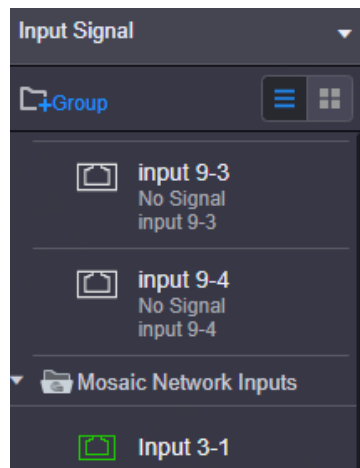 Input Signal
+Group
input 9-3
No Signal
input 9-3
input 9-4
No Signal
input 9-4
Mosaic Network Inputs
Input 3-1